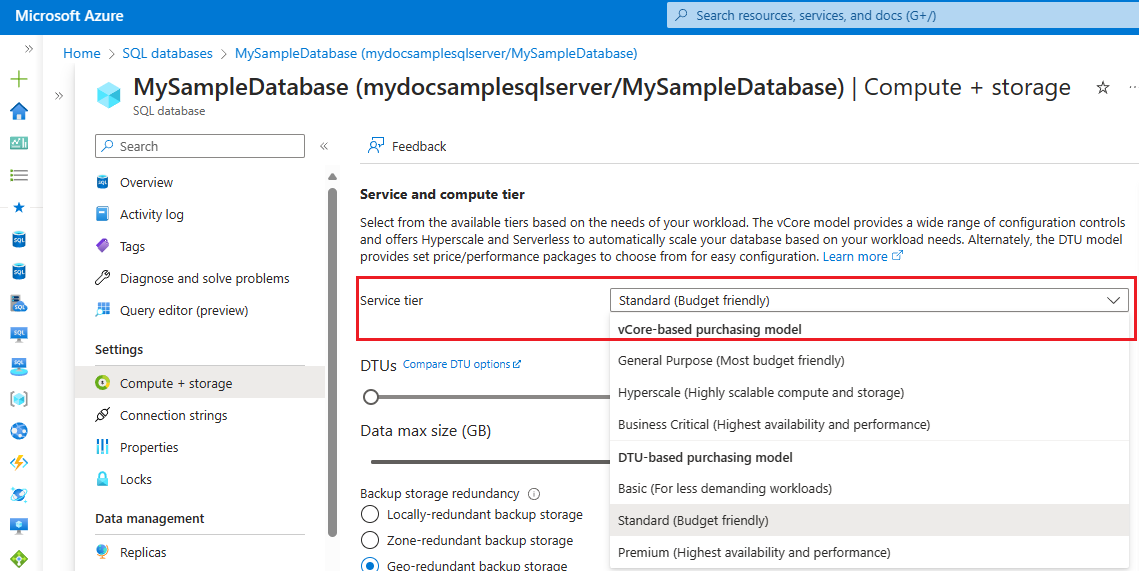 Microsoft Azure
Search resources, services, and docs (G+/)
Home > SQL databases > MySampleDatabase (mydocsamplesqlserver/MySampleDatabase)
MySampleDatabase (mydocsamplesqlserver/MySampleDatabase) | Compute + storage
SQL database
Search
Overview
Activity log
Tags
Diagnose and solve problems
Query editor (preview)
Settings
Compute + storage
Connection strings
Properties
Locks
Data management
Replicas
Feedback
Service and compute tier
Select from the available tiers based on the needs of your workload. The vCore model provides a wide range of configuration controls
and offers Hyperscale and Serverless to automatically scale your database based on your workload needs. Alternately, the DTU model
provides set price/performance packages to choose from for easy configuration. Learn more
Service tier
Standard (Budget friendly)
vCore-based purchasing model
General Purpose (Most budget friendly)
Hyperscale (Highly scalable compute and storage)
Business Critical (Highest availability and performance)
DTU-based purchasing model
Basic (For less demanding workloads)
Standard (Budget friendly)
Premium (Highest availability and performance)
DTUs Compare DTU options
Data max size (GB)
Backup storage redundancy
Locally-redundant backup storage
Zone-redundant backup storage
Geo-redundant backup storage